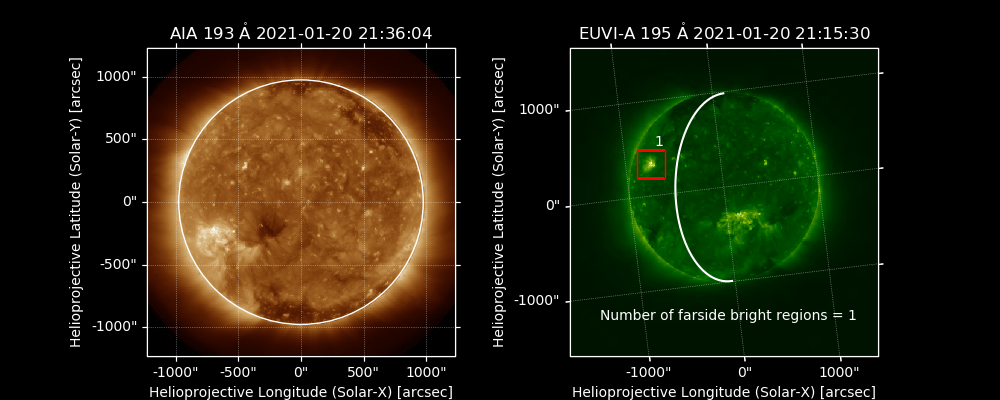 AIA 193 Å 2021-01-20 21:36:04
Helioprojective Latitude (Solar-Y) [arcsec]
1000"
500"
0"
-500"
-1000"
-1000" -500" 0" 500" 1000"
Helioprojective Longitude (Solar-X) [arcsec]
EUVI-A 195 Å 2021-01-20 21:15:30
Helioprojective Latitude (Solar-Y) [arcsec]
1000"
0"
-1000"
1
Number of farside bright regions = 1
-1000" 0" 1000"
Helioprojective Longitude (Solar-X) [arcsec]